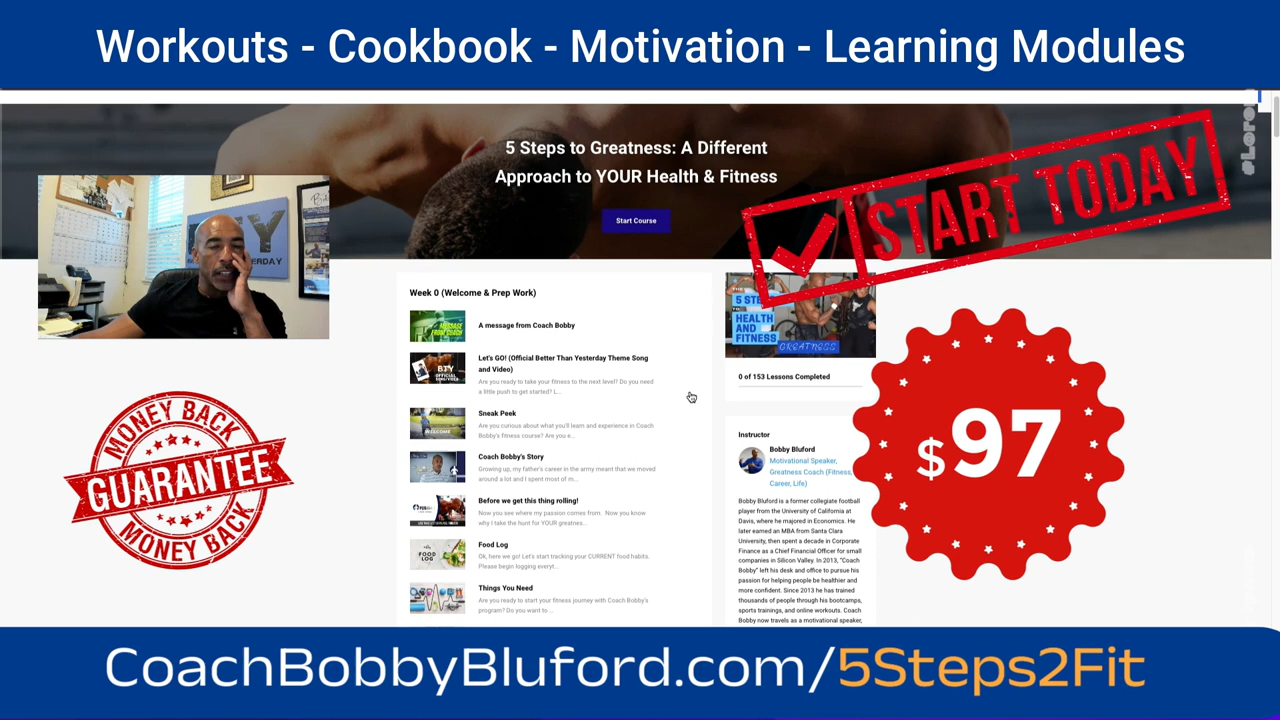 Workouts - Cookbook - Motivation - Learning Modules
5 Steps to Greatness: A Different
Approach to YOUR Health & Fitness
Start Course
START TODAY
Week 0 (Welcome & Prep Work)
A message from Coach Bobby
Let's GO! (Official Better Than Yesterday Theme Song
and Video)
Are you ready to take your fitness to the next level? Do you need
a little push to get started? L...
Sneak Peek
Are you curious about what you'll learn and experience in Coach
Bobby's fitness course? Are you e...
Coach Bobby's Story
Growing up, my father's career in the army meant that we moved
around a lot and I spent most of m...
Before we get this thing rolling!
Now you see where my passion comes from. Now you know
why I take the hunt for YOUR greatnes...
Food Log
Ok, here we go! Let's start tracking your CURRENT food habits.
Please begin logging everyt...
Things You Need
Are you ready to start your fitness journey with Coach Bobby's
program? Do you want to ...
HEALTH
AND
FITNESS
GREATNESS
0 of 153 Lessons Completed
Instructor
Bobby Bluford
Motivational Speaker,
Greatness Coach (Fitness,
Career, Life)
Bobby Bluford is a former collegiate football
player from the University of California at
Davis, where he majored in Economics. He
later earned an MBA from Santa Clara
University, then spent a decade in Corporate
Finance as a Chief Financial Officer for small
companies in Silicon Valley. In 2013, "Coach
Bobby" left his desk and office to pursue his
passion for helping people be healthier and
more confident. Since 2013 he has trained
thousands of people through his bootcamps,
sports trainings, and online workouts. Coach
Bobby now travels as a motivational speaker,
MONEY BACK
GUARANTEE
MONEY BACK
$97
CoachBobbyBluford.com/5Steps2Fit